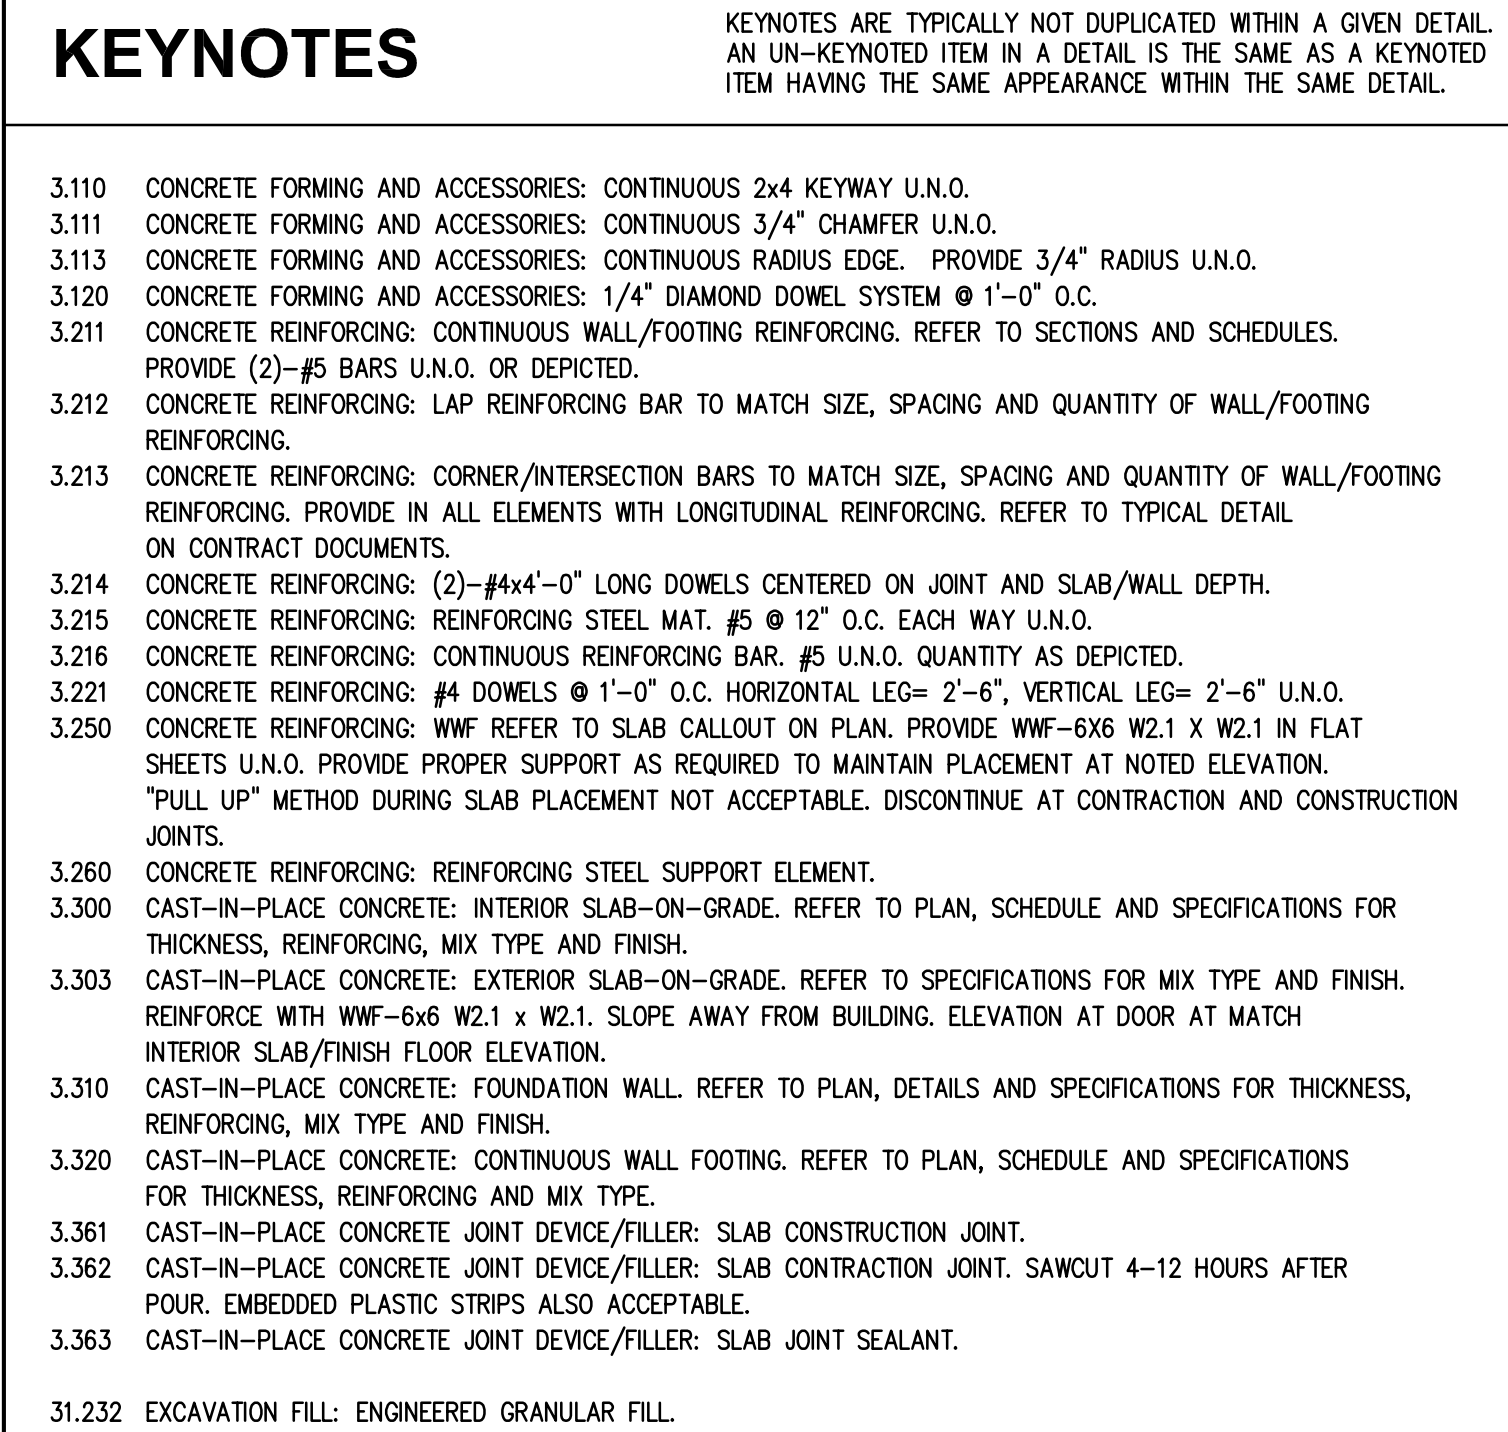 KEYNOTES
KEYNOTES ARE TYPICALLY NOT DUPLICATED WITHIN A GIVEN DETAIL.
AN UN-KEYNOTED ITEM IN A DETAIL IS THE SAME AS A KEYNOTED
ITEM HAVING THE SAME APPEARANCE WITHIN THE SAME DETAIL.
3.110 CONCRETE FORMING AND ACCESSORIES: CONTINUOUS 2x4 KEYWAY U.N.O.
3.111 CONCRETE FORMING AND ACCESSORIES: CONTINUOUS 3/4" CHAMFER U.N.O.
3.113 CONCRETE FORMING AND ACCESSORIES: CONTINUOUS RADIUS EDGE. PROVIDE 3/4" RADIUS U.N.O.
3.120 CONCRETE FORMING AND ACCESSORIES: 1/4" DIAMOND DOWEL SYSTEM @ 1'-0" O.C.
3.211 CONCRETE REINFORCING: CONTINUOUS WALL/FOOTING REINFORCING. REFER TO SECTIONS AND SCHEDULES.
PROVIDE (2)-#5 BARS U.N.O. OR DEPICTED.
3.212 CONCRETE REINFORCING: LAP REINFORCING BAR TO MATCH SIZE, SPACING AND QUANTITY OF WALL/FOOTING
REINFORCING.
3.213 CONCRETE REINFORCING: CORNER/INTERSECTION BARS TO MATCH SIZE, SPACING AND QUANTITY OF WALL/FOOTING
REINFORCING. PROVIDE IN ALL ELEMENTS WITH LONGITUDINAL REINFORCING. REFER TO TYPICAL DETAIL
ON CONTRACT DOCUMENTS.
3.214 CONCRETE REINFORCING: (2)-#4x4'-0" LONG DOWELS CENTERED ON JOINT AND SLAB/WALL DEPTH.
3.215 CONCRETE REINFORCING: REINFORCING STEEL MAT. #5 @ 12" O.C. EACH WAY U.N.O.
3.216 CONCRETE REINFORCING: CONTINUOUS REINFORCING BAR. #5 U.N.O. QUANTITY AS DEPICTED.
3.221 CONCRETE REINFORCING: #4 DOWELS @ 1'-0" O.C. HORIZONTAL LEG= 2'-6", VERTICAL LEG= 2'-6" U.N.O.
3.250 CONCRETE REINFORCING: WWF REFER TO SLAB CALLOUT ON PLAN. PROVIDE WWF-6X6 W2.1 X W2.1 IN FLAT
SHEETS U.N.O. PROVIDE PROPER SUPPORT AS REQUIRED TO MAINTAIN PLACEMENT AT NOTED ELEVATION.
"PULL UP" METHOD DURING SLAB PLACEMENT NOT ACCEPTABLE. DISCONTINUE AT CONTRACTION AND CONSTRUCTION
JOINTS.
3.260 CONCRETE REINFORCING: REINFORCING STEEL SUPPORT ELEMENT.
3.300 CAST-IN-PLACE CONCRETE: INTERIOR SLAB-ON-GRADE. REFER TO PLAN, SCHEDULE AND SPECIFICATIONS FOR
THICKNESS, REINFORCING, MIX TYPE AND FINISH.
3.303 CAST-IN-PLACE CONCRETE: EXTERIOR SLAB-ON-GRADE. REFER TO SPECIFICATIONS FOR MIX TYPE AND FINISH.
REINFORCE WITH WWF-6x6 W2.1 x W2.1. SLOPE AWAY FROM BUILDING. ELEVATION AT DOOR AT MATCH
INTERIOR SLAB/FINISH FLOOR ELEVATION.
3.310 CAST-IN-PLACE CONCRETE: FOUNDATION WALL. REFER TO PLAN, DETAILS AND SPECIFICATIONS FOR THICKNESS,
REINFORCING, MIX TYPE AND FINISH.
3.320 CAST-IN-PLACE CONCRETE: CONTINUOUS WALL FOOTING. REFER TO PLAN, SCHEDULE AND SPECIFICATIONS
FOR THICKNESS, REINFORCING AND MIX TYPE.
3.361 CAST-IN-PLACE CONCRETE JOINT DEVICE/FILLER: SLAB CONSTRUCTION JOINT.
3.362 CAST-IN-PLACE CONCRETE JOINT DEVICE/FILLER: SLAB CONTRACTION JOINT. SAWCUT 4-12 HOURS AFTER
POUR. EMBEDDED PLASTIC STRIPS ALSO ACCEPTABLE.
3.363 CAST-IN-PLACE CONCRETE JOINT DEVICE/FILLER: SLAB JOINT SEALANT.
31.232 EXCAVATION FILL: ENGINEERED GRANULAR FILL.